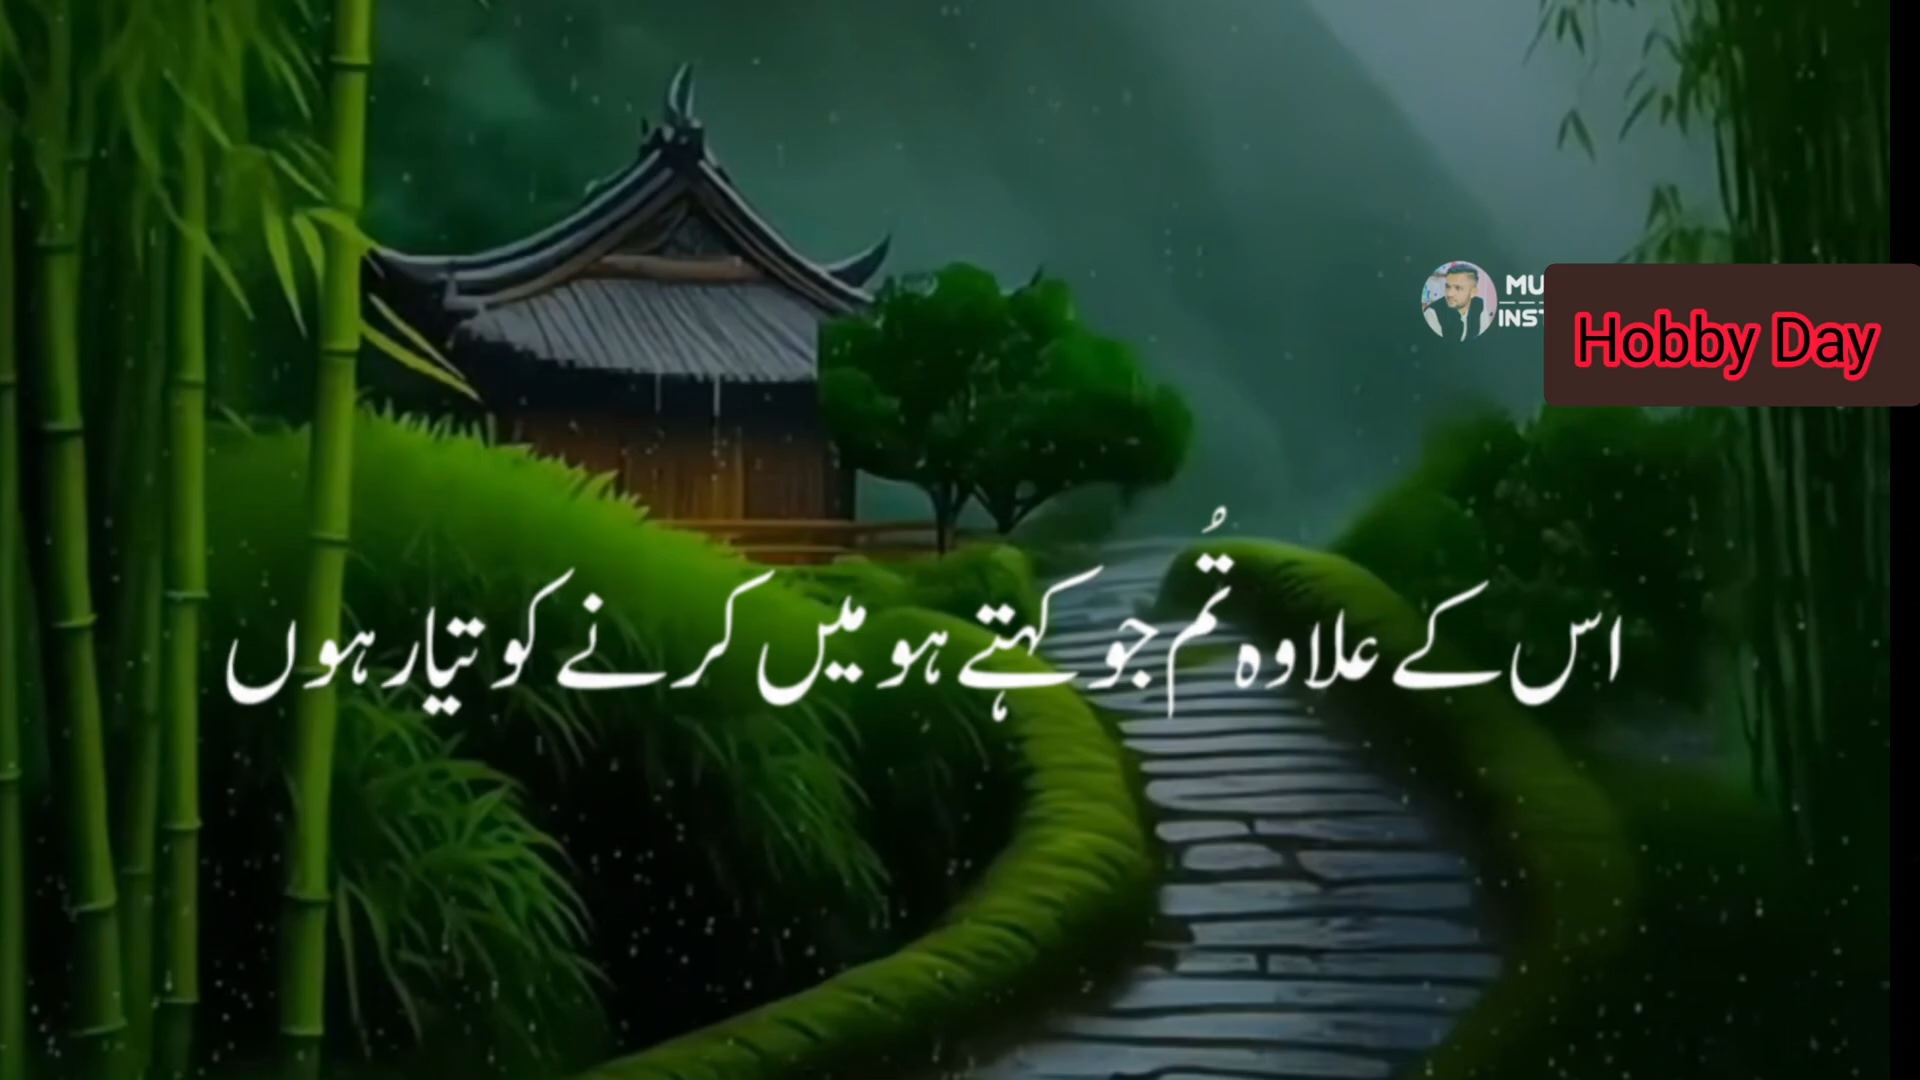 Hobby Day
اس کے علاوہ تُم جو کہتے ہو میں کرنے کو تیار ہوں